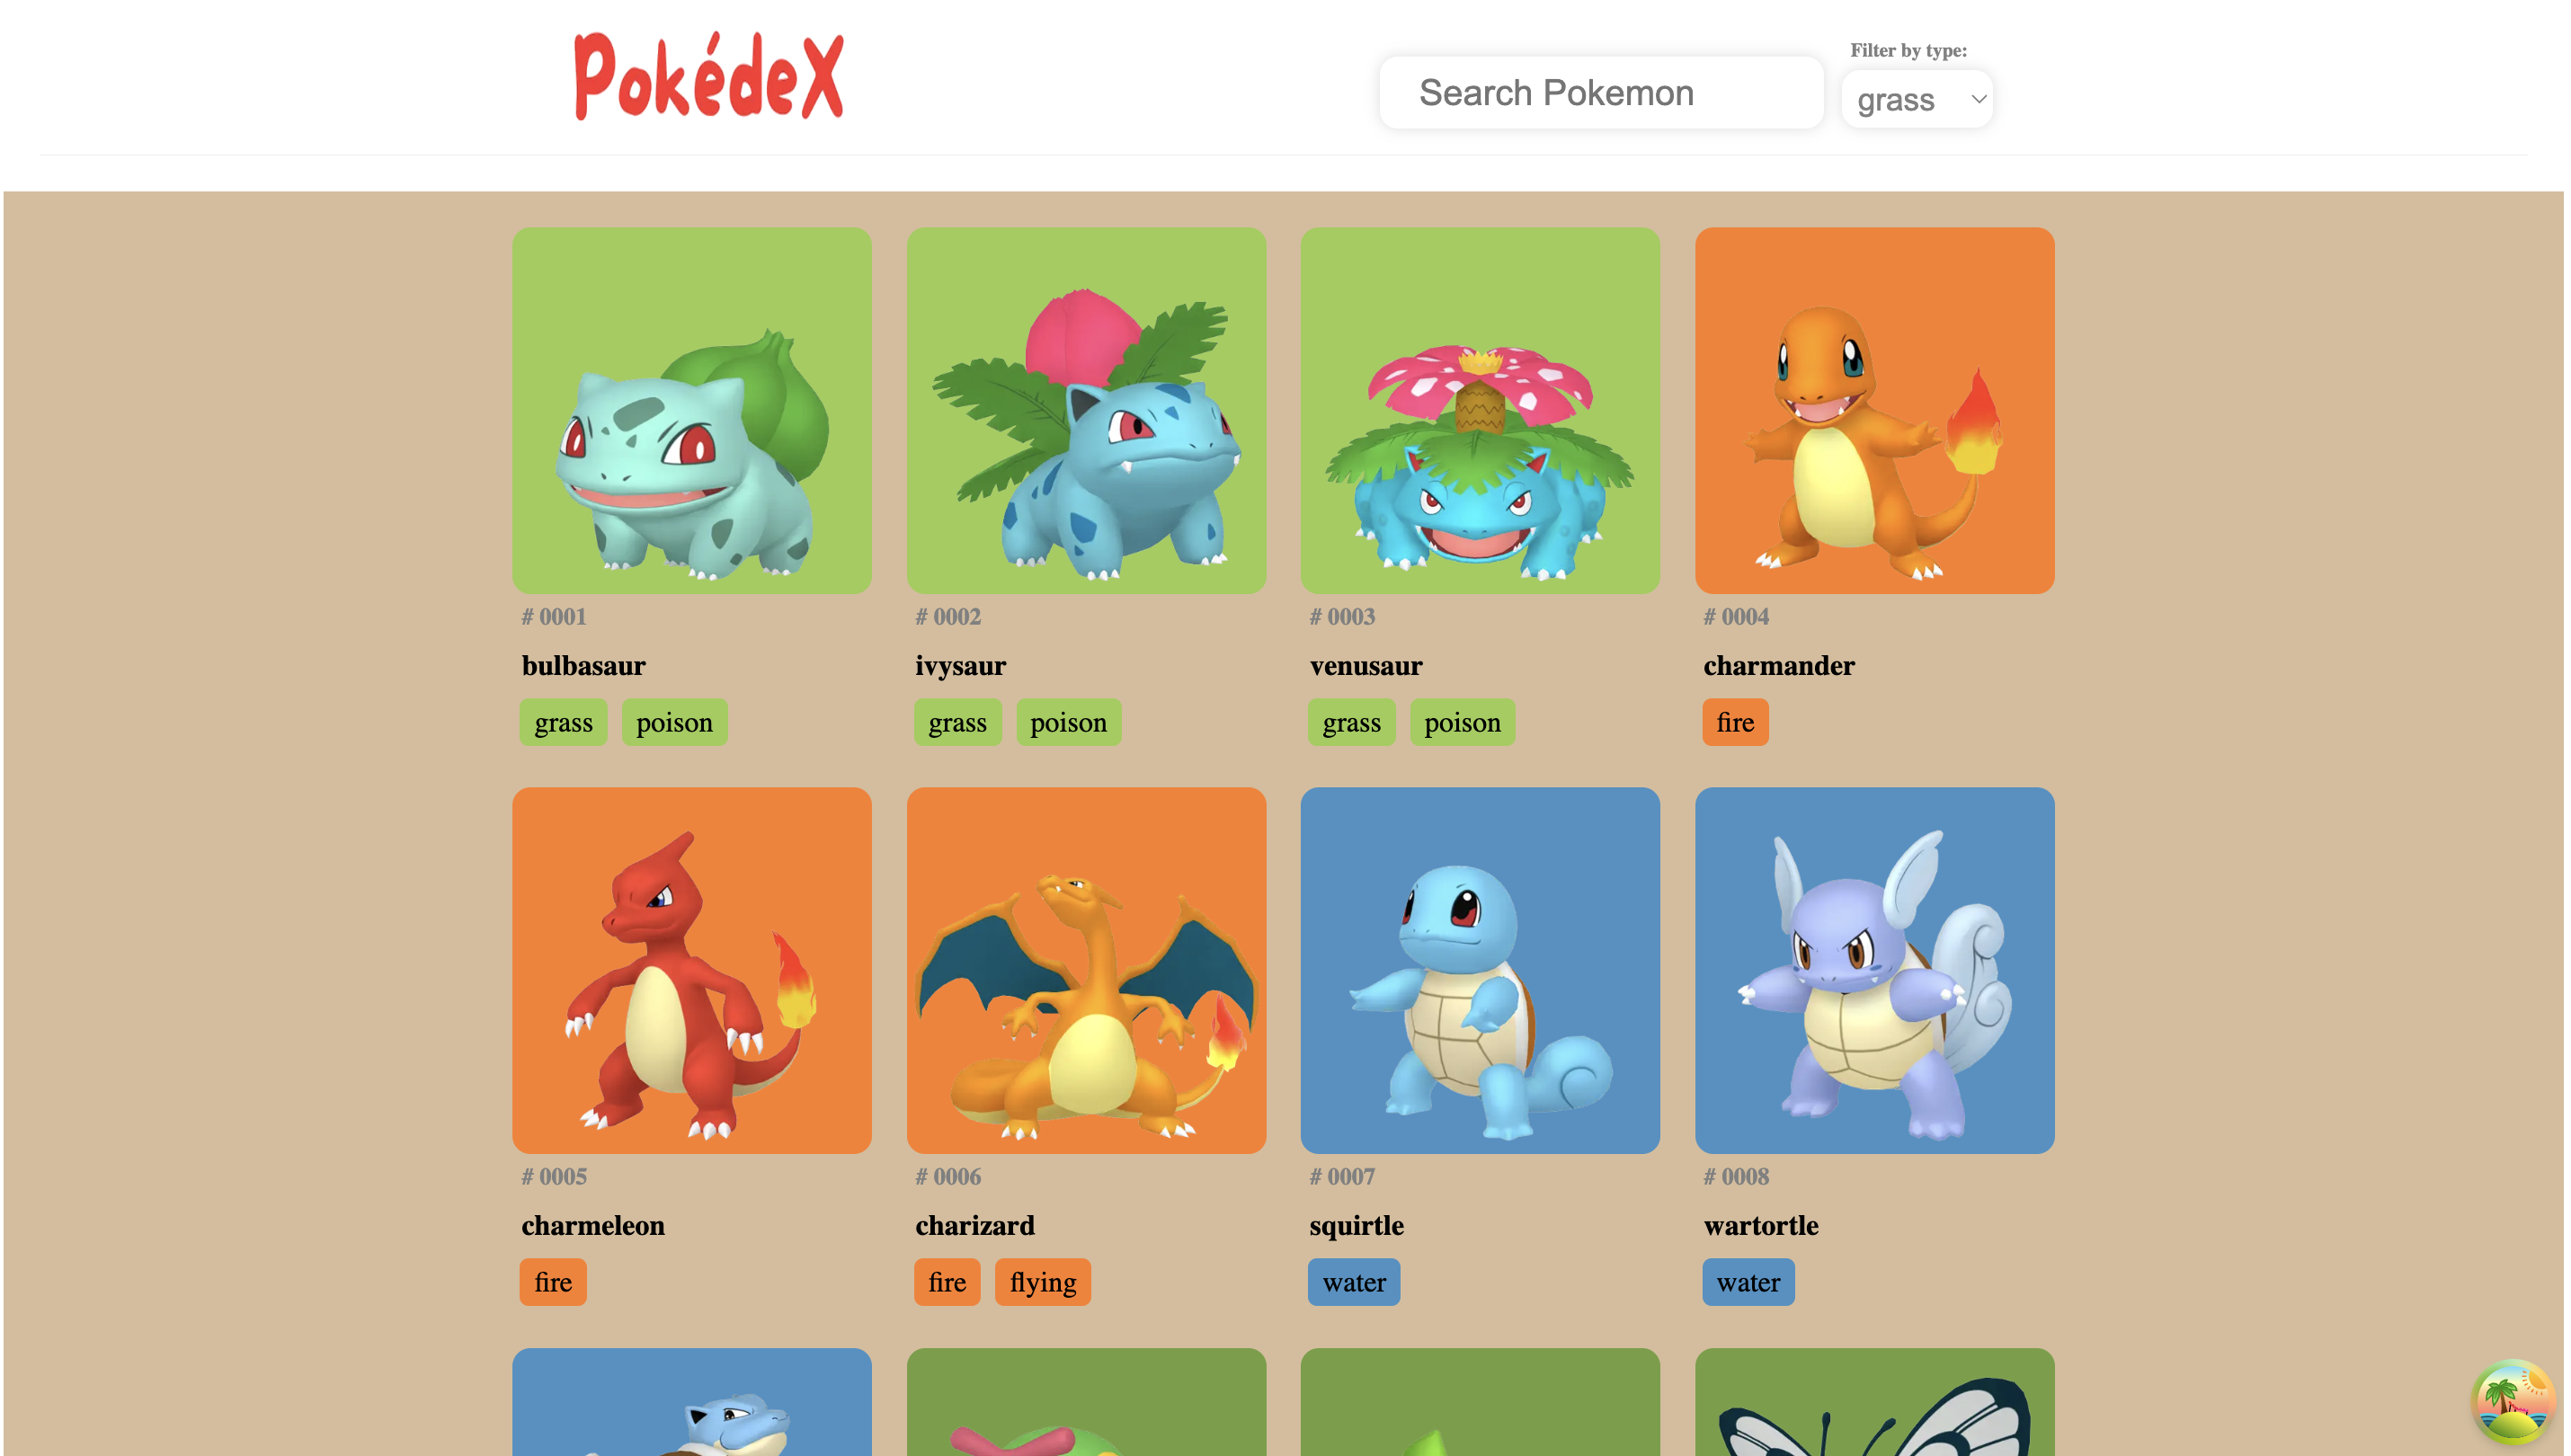 PokédeX
Filter by type:
Search Pokemon
grass
# 0001
bulbasaur
grass poison
# 0002
ivysaur
grass poison
# 0003
venusaur
grass poison
# 0004
charmander
fire
# 0005
charmeleon
fire
# 0006
charizard
fire flying
# 0007
squirtle
water
# 0008
wartortle
water